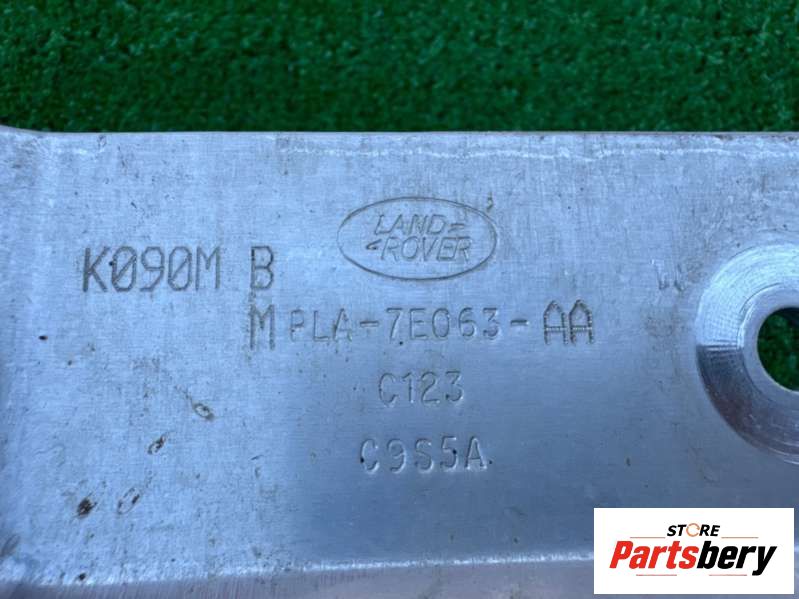 LAND
ROVER
K090M B
M PLA-7E063-AA
C123
C9S5A
STORE
Partsbery